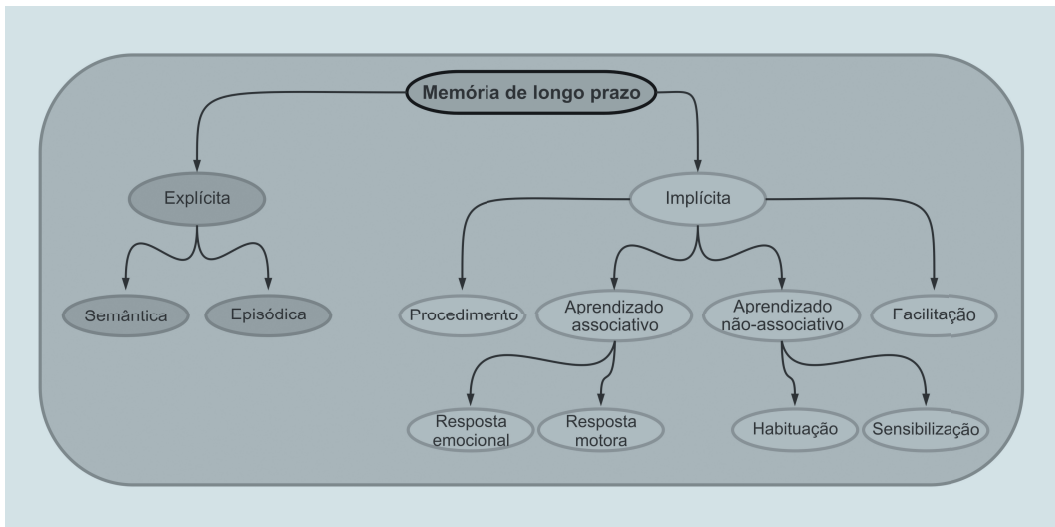 Memória de longo prazo
Explícita
Implícita
Semântica
Episódica
Procedimento
Aprendizado
associativo
Aprendizado
não-associativo
Facilitação
Resposta
emocional
Resposta
motora
Habituação
Sensibilização